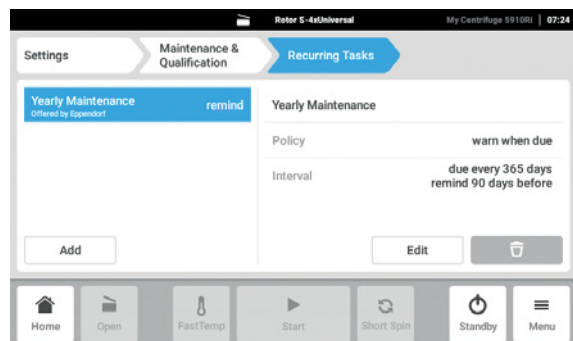 Rotor S-4xUniversal
My Centrifuge 5910Ri | 07:24
Settings
Maintenance &
Qualification
Recurring Tasks
Yearly Maintenance
Offered by Eppendorf
remind
Yearly Maintenance
Policy
warn when due
Interval
due every 365 days
remind 90 days before
Add
Edit
Home
Open
FastTemp
Start
Short Spin
Standby
Menu